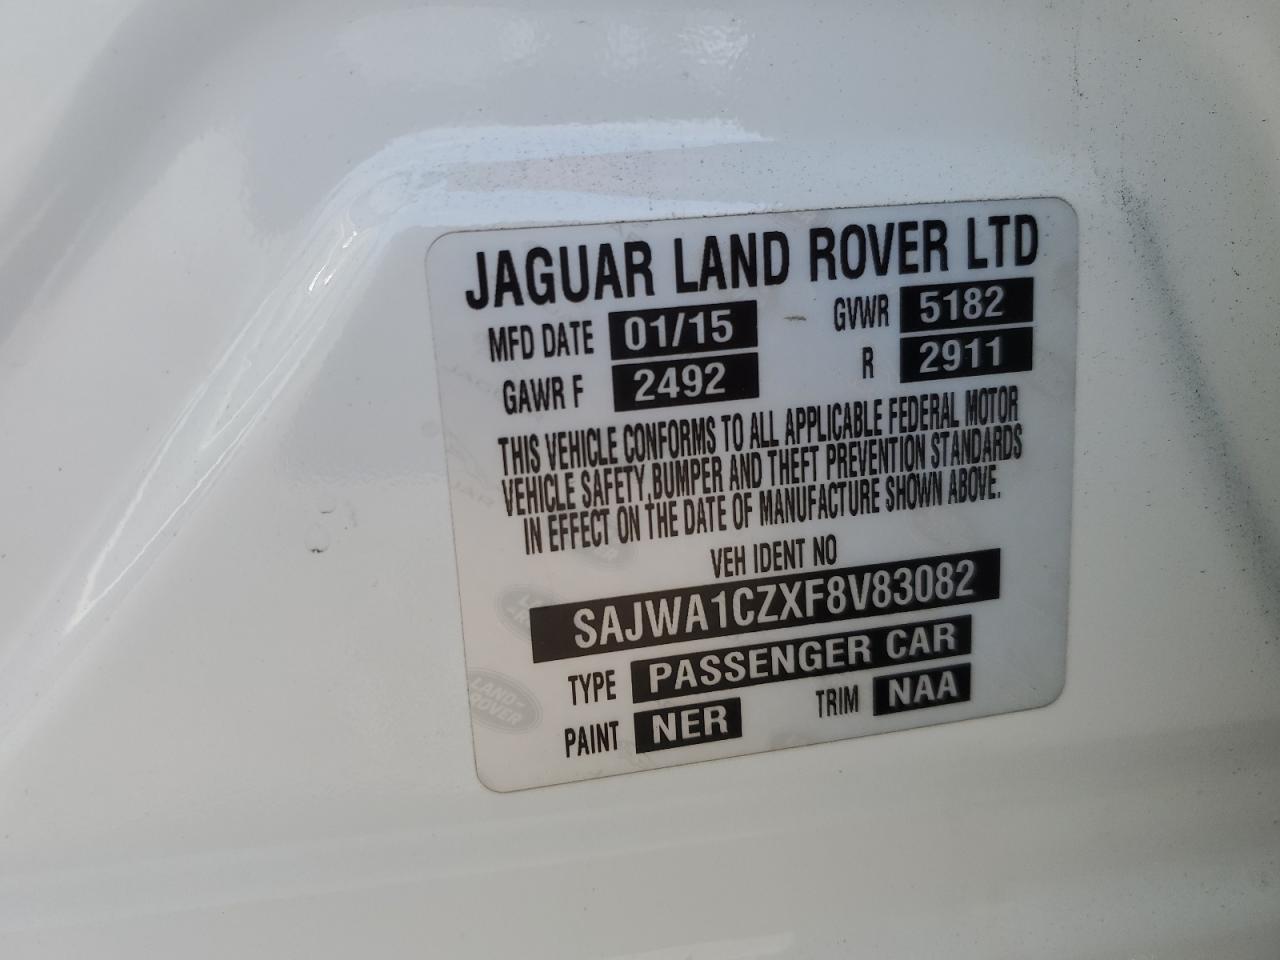 JAGUAR LAND ROVER LTD
MFD DATE 01/15 GVWR 5182
GAWR F 2492 R 2911
THIS VEHICLE CONFORMS TO ALL APPLICABLE FEDERAL MOTOR
VEHICLE SAFETY,BUMPER AND THEFT PREVENTION STANDARDS
IN EFFECT ON THE DATE OF MANUFACTURE SHOWN ABOVE.
VEH IDENT NO
SAJWA1CZXF8V83082
TYPE PASSENGER CAR
PAINT NER TRIM NAA
LAND-
ROVER